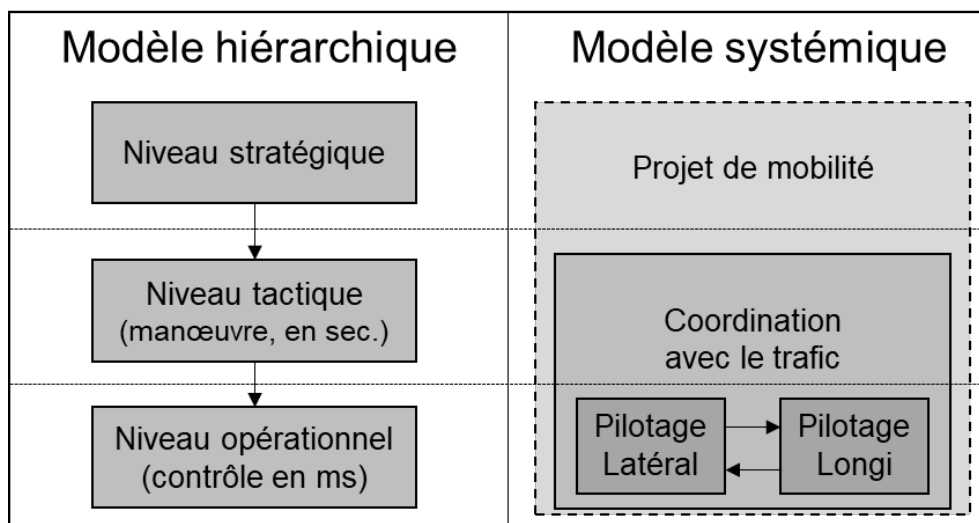 Modèle hiérarchique
Modèle systémique
Niveau stratégique
Projet de mobilité
Niveau tactique
(manœuvre, en sec.)
Coordination
avec le trafic
Niveau opérationnel
(contrôle en ms)
Pilotage
Latéral
Pilotage
Longi